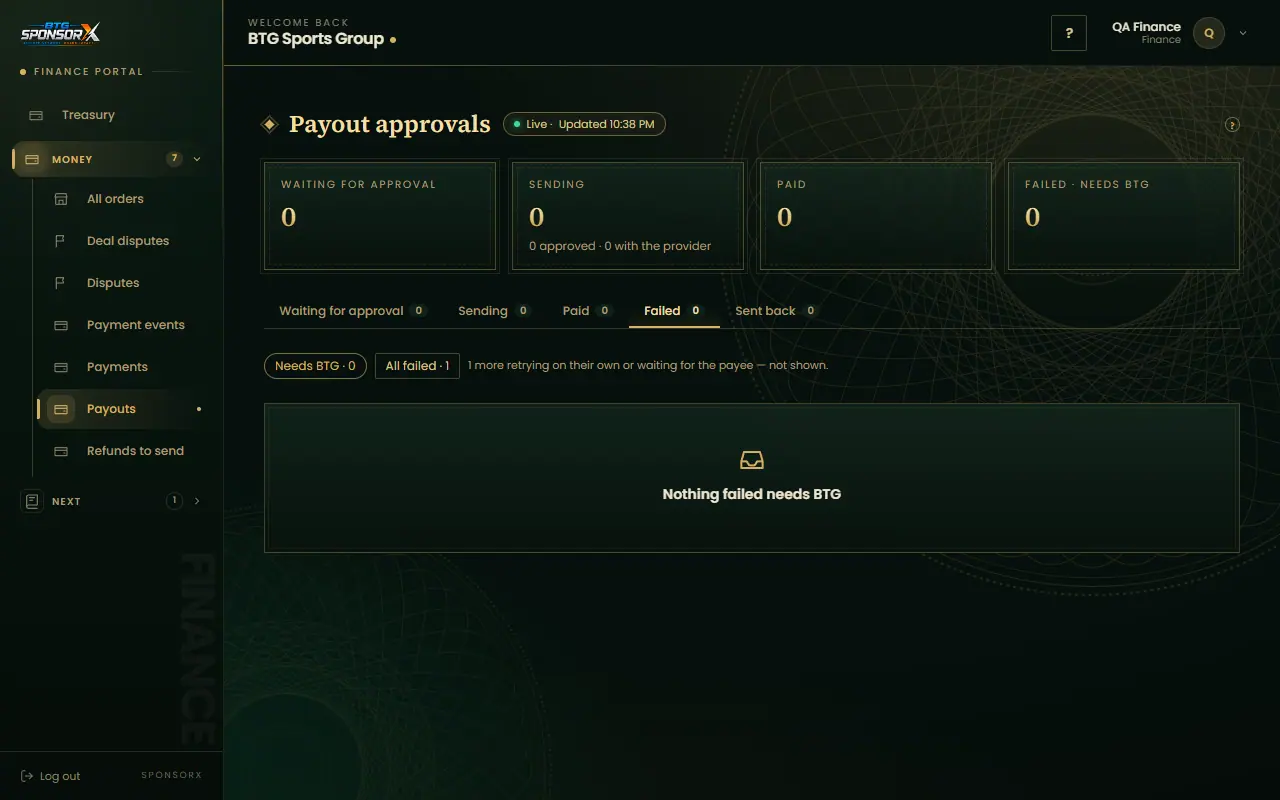 BTG
SPONSORX
FINANCE PORTAL
Treasury
MONEY 7
All orders
Deal disputes
Disputes
Payment events
Payments
Payouts
Refunds to send
NEXT 1
FINANCE
Log out SPONSORX
WELCOME BACK
BTG Sports Group
?
QA Finance
Finance
Q
Payout approvals
Live · Updated 10:38 PM
?
WAITING FOR APPROVAL
0
SENDING
0
0 approved · 0 with the provider
PAID
0
FAILED · NEEDS BTG
0
Waiting for approval 0 Sending 0 Paid 0 Failed 0 Sent back 0
Needs BTG · 0 All failed · 1 1 more retrying on their own or waiting for the payee — not shown.
Nothing failed needs BTG